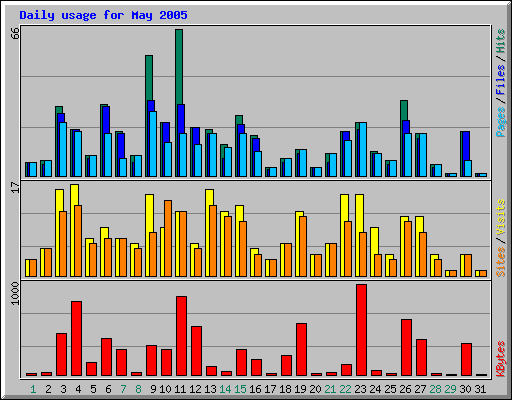 Daily usage for May 2005
66
Pages / Files / Hits
17
Sites / Visits
1000
KBytes
1 2 3 4 5 6 7 8 9 10 11 12 13 14 15 16 17 18 19 20 21 22 23 24 25 26 27 28 29 30 31